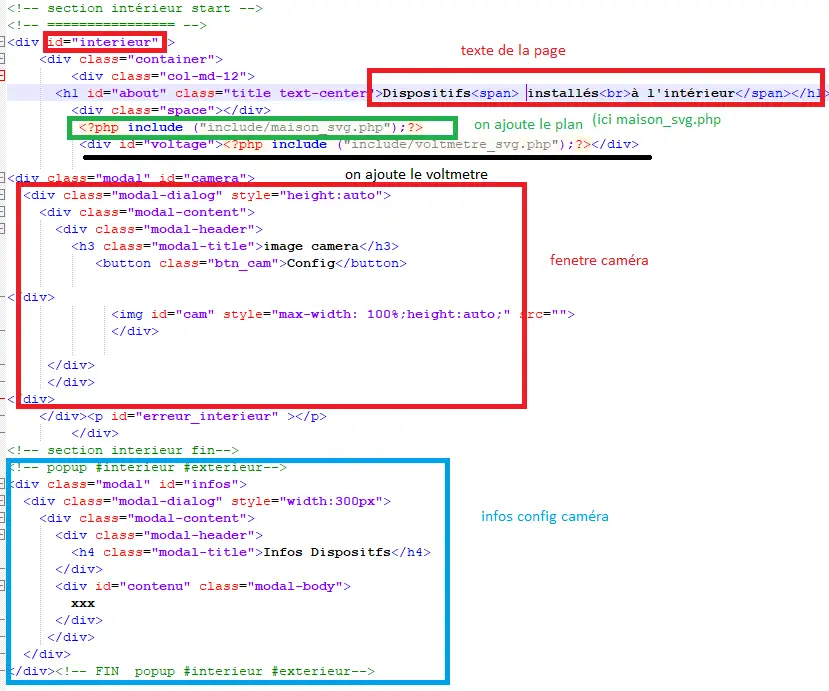 <!-- section intérieur start -->
<!-- ================ -->
<div id="interieur" >
<div class="container">
texte de la page
<div class="col-md-12">
<h1 id="about" class="title text-center">Dispositifs<span> installés<br>à l'intérieur</span></h1
<div class="space"></div>
<?php include ("include/maison_svg.php");?>
on ajoute le plan (ici maison_svg.php
<div id="voltage"><?php include ("include/voltmetre_svg.php");?></div>
on ajoute le voltmetre
<div class="modal" id="camera">
<div class="modal-dialog" style="height:auto">
<div class="modal-content">
<div class="modal-header">
<h3 class="modal-title">image camera</h3>
<button class="btn_cam">Config</button>
fenetre caméra
</div>
<img id="cam" style="max-width: 100%;height:auto;" src="">
</div>
</div>
</div>
</div>
</div><p id="erreur_interieur" ></p>
</div>
<!-- section interieur fin-->
<!-- popup #interieur #exterieur-->
<div class="modal" id="infos">
<div class="modal-dialog" style="width:300px">
<div class="modal-content">
infos config caméra
<div class="modal-header">
<h4 class="modal-title">Infos Dispositfs</h4>
</div>
<div id="contenu" class="modal-body">
xxx
</div>
</div>
</div>
</div><!-- FIN  popup #interieur #exterieur-->